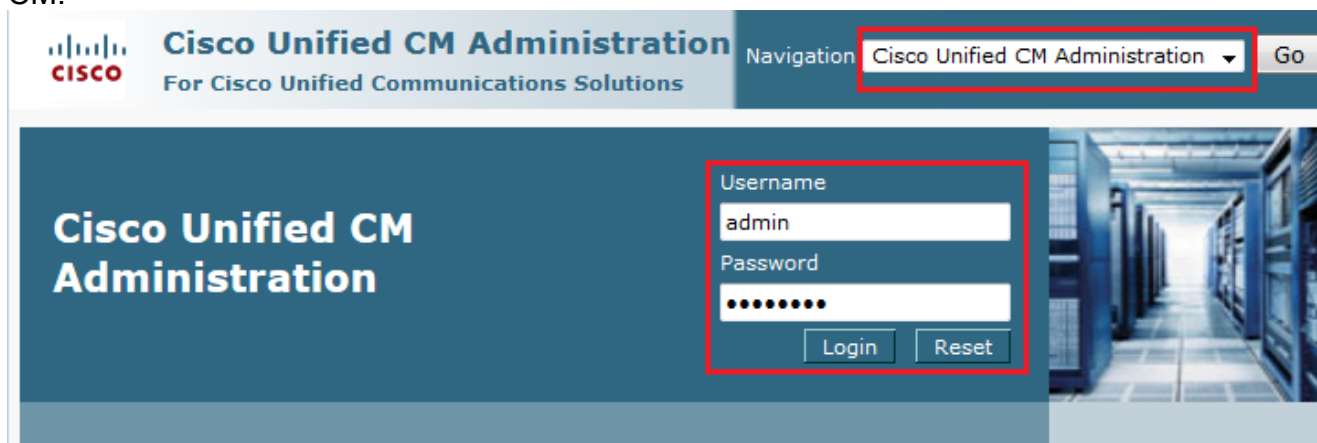 CM.
CISCO
Cisco Unified CM Administration
For Cisco Unified Communications Solutions
Navigation Cisco Unified CM Administration Go
Cisco Unified CM
Administration
Username
admin
Password
••••••••
Login Reset